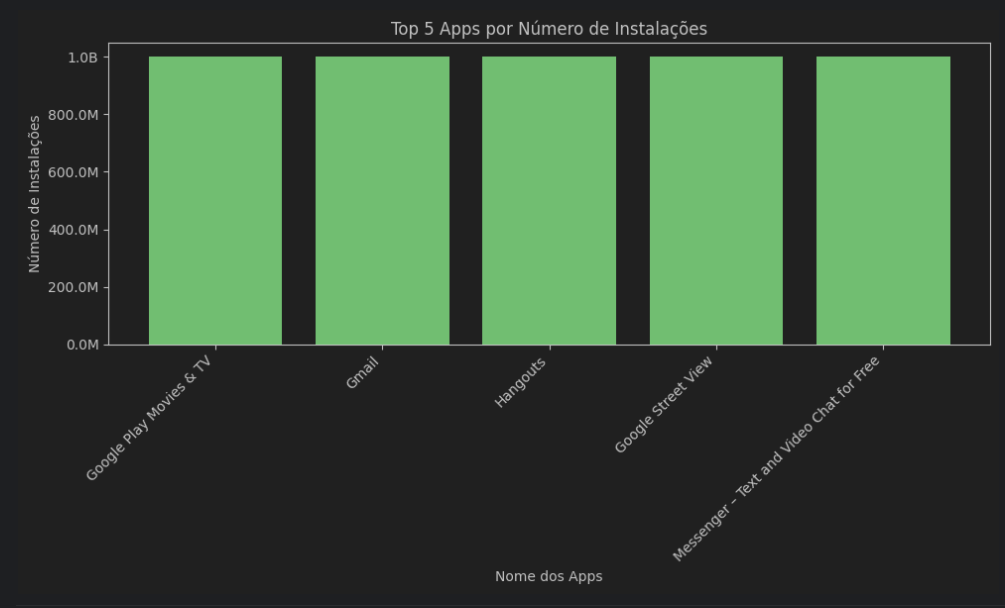 Top 5 Apps por Número de Instalações
Número de Instalações
1.0B
800.0M
600.0M
400.0M
200.0M
0.0M
Google Play Movies & TV
Gmail
Hangouts
Google Street View
Messenger – Text and Video Chat for Free
Nome dos Apps